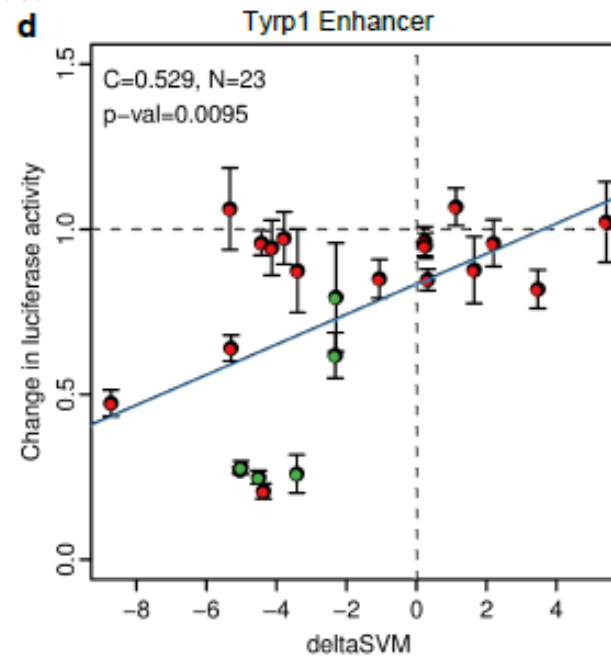 d
Tyrp1 Enhancer
C=0.529, N=23
p-val=0.0095
Change in luciferase activity
1.5
1.0
0.5
0.0
−8 −6 −4 −2 0 2 4
deltaSVM